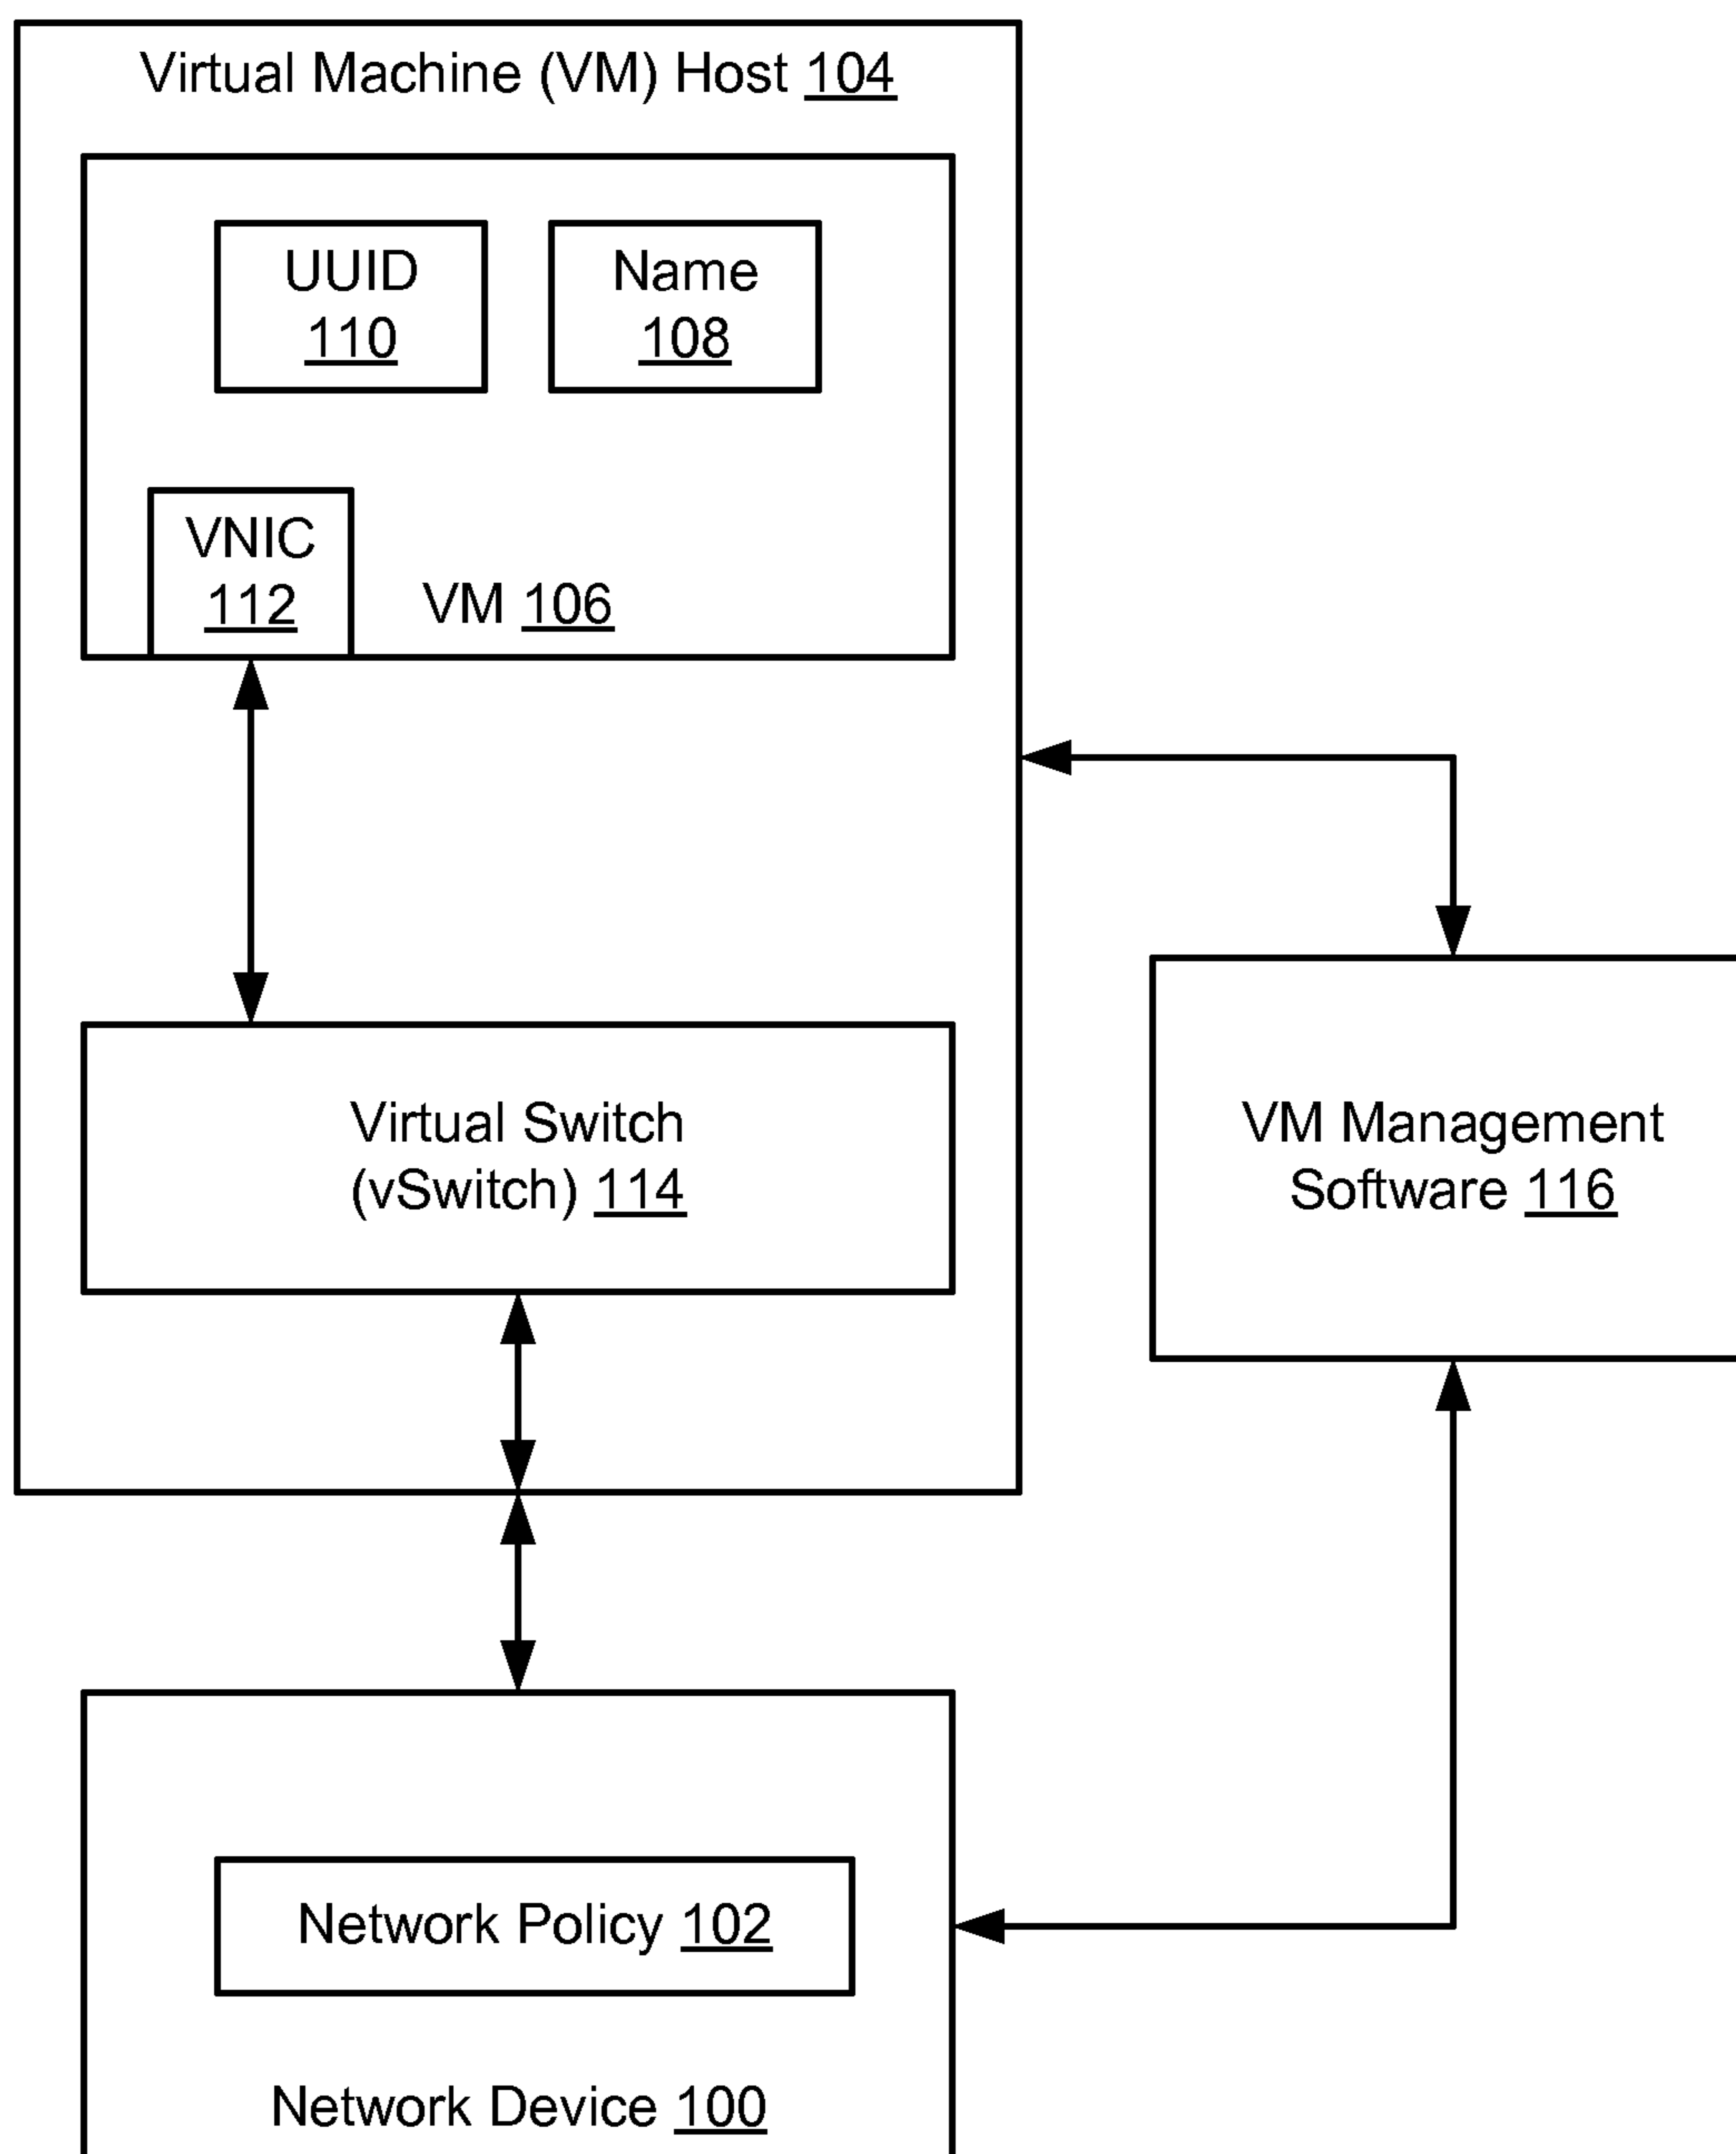 Virtual Machine (VM) Host 104
UUID
110
Name
108
VNIC
112
VM 106
Virtual Switch
(vSwitch) 114
VM Management
Software 116
Network Policy 102
Network Device 100